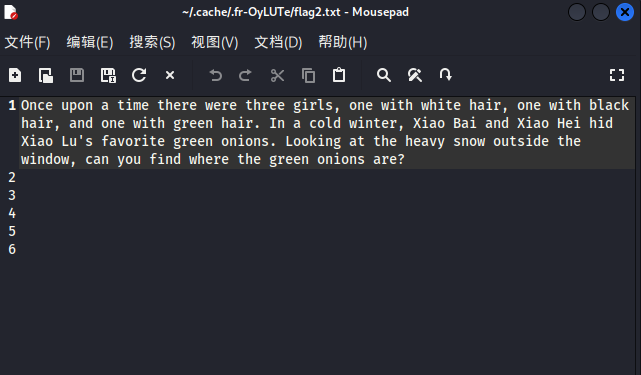 ~/.cache/.fr-OyLUTe/flag2.txt - Mousepad
文件(F) 编辑(E) 搜索(S) 视图(V) 文档(D) 帮助(H)
1 Once upon a time there were three girls, one with white hair, one with black
hair, and one with green hair. In a cold winter, Xiao Bai and Xiao Hei hid
Xiao Lu's favorite green onions. Looking at the heavy snow outside the
window, can you find where the green onions are?
2
3
4
5
6